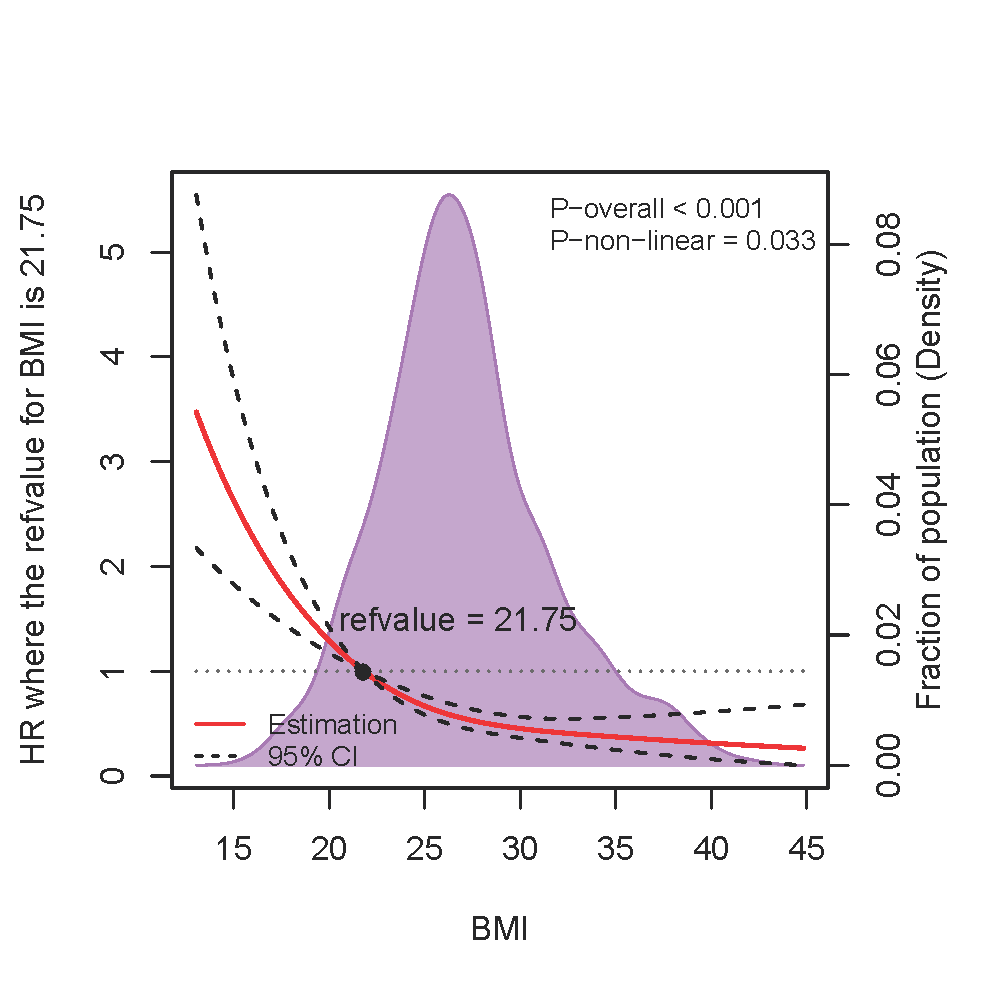 P−overall < 0.001
P−non−linear = 0.033
HR where the refvalue for BMI is 21.75
5
4
3
2
1
0
0.08
0.06
0.04
0.02
0.00
Fraction of population (Density)
refvalue = 21.75
Estimation
95% CI
15 20 25 30 35 40 45
BMI